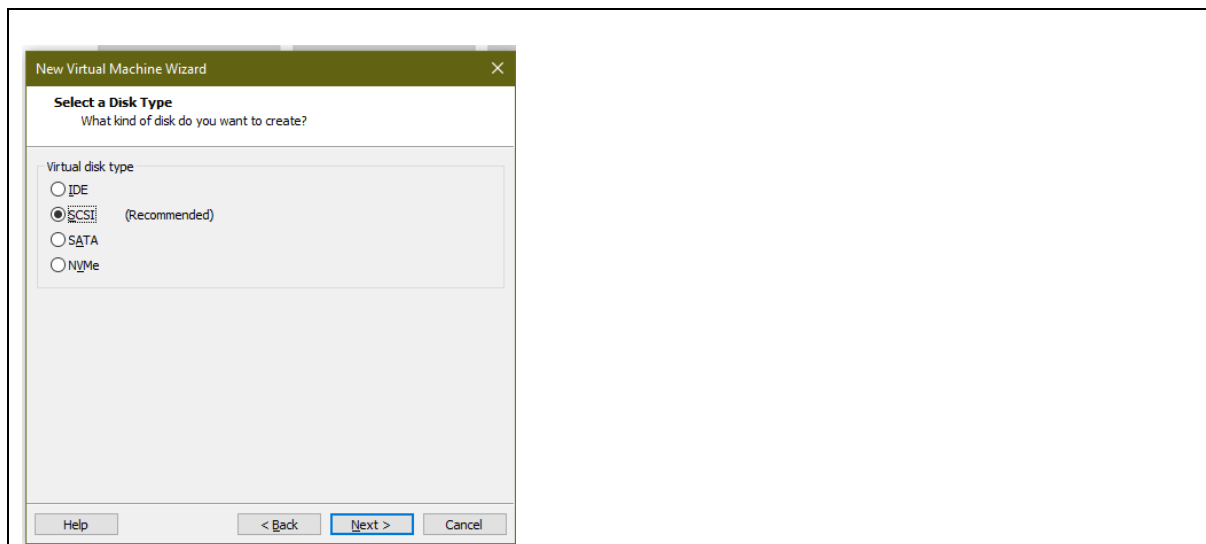 New Virtual Machine Wizard
Select a Disk Type
What kind of disk do you want to create?
Virtual disk type
IDE
SCSI (Recommended)
SATA
NVMe
Help < Back Next > Cancel